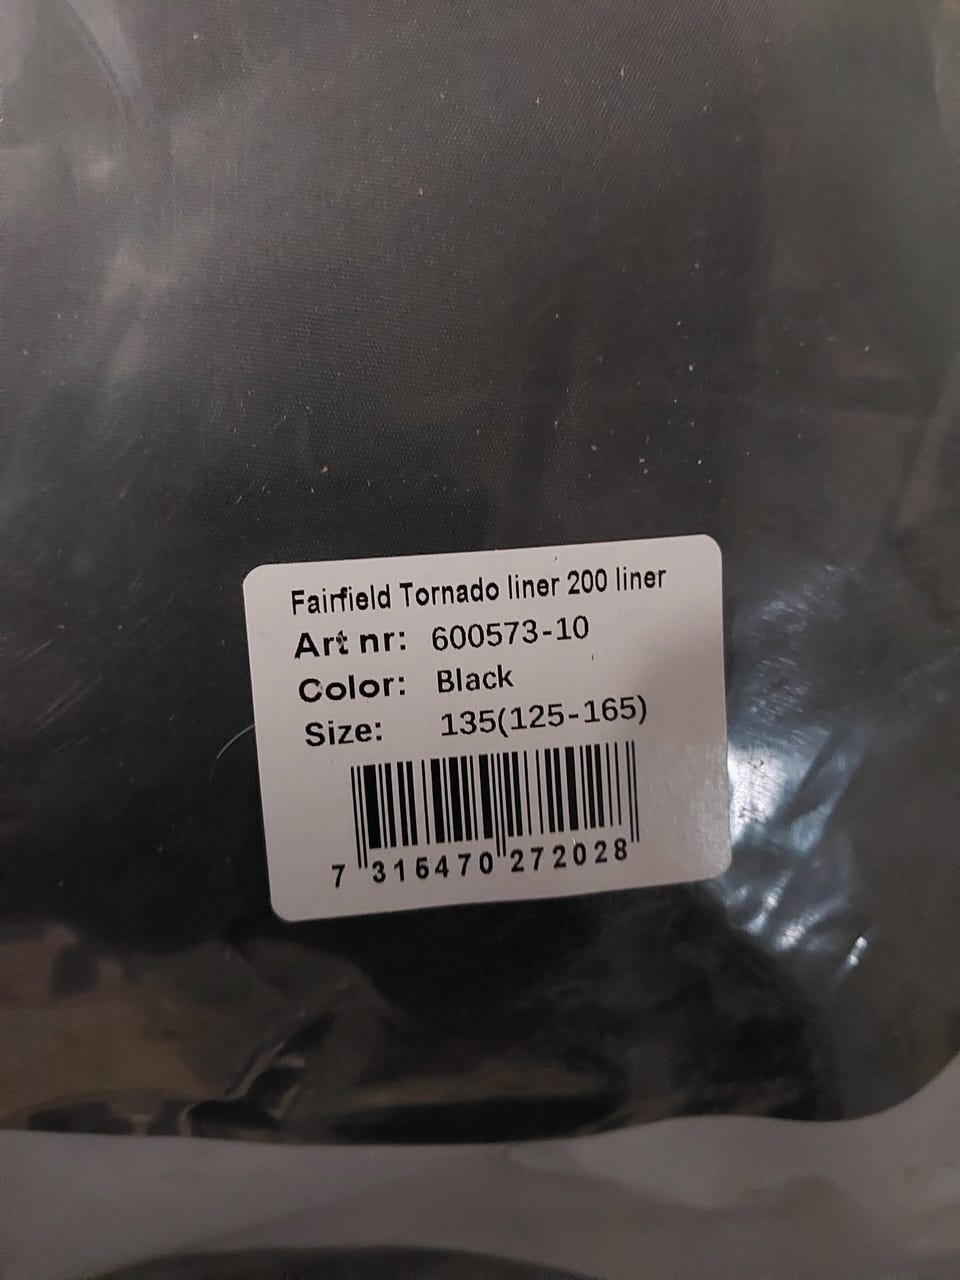 Fairfield Tornado liner 200 liner
Art nr: 600573-10
Color: Black
Size: 135(125-165)
7 316470 272028